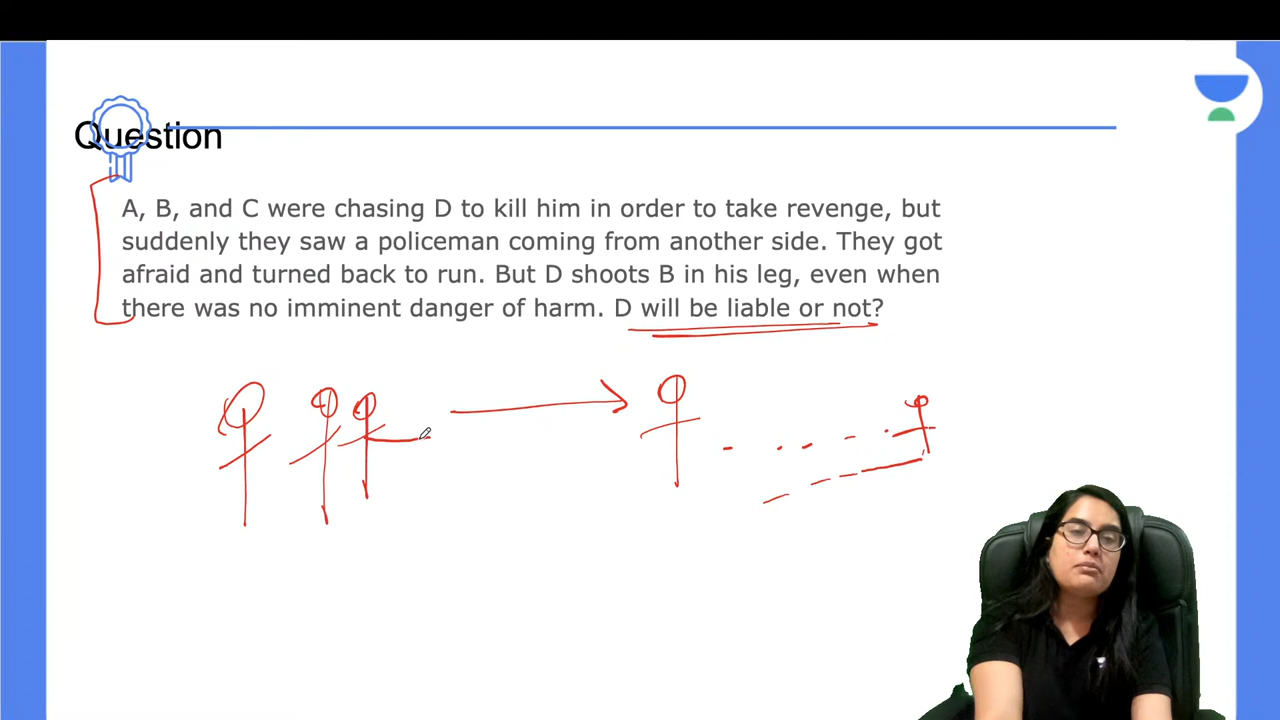 Question
A, B, and C were chasing D to kill him in order to take revenge, but
suddenly they saw a policeman coming from another side. They got
afraid and turned back to run. But D shoots B in his leg, even when
there was no imminent danger of harm. D will be liable or not?